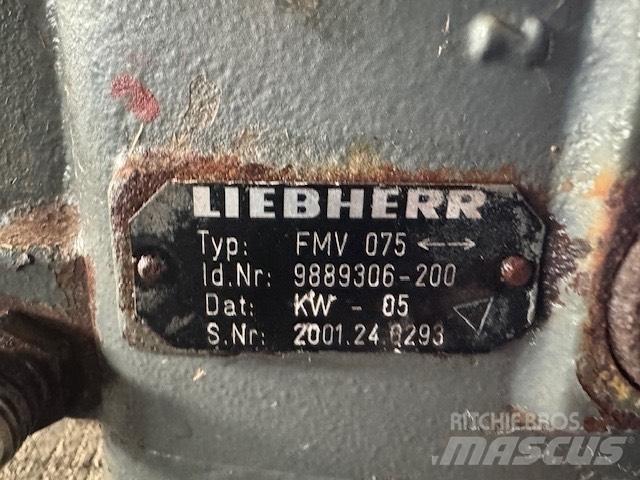 LIEBHERR
Typ: FMV 075 ←→
Id.Nr: 9889306-200
Dat: KW - 05
S.Nr: 2001.24.0293
RITCHIE BROS.
MASCUS